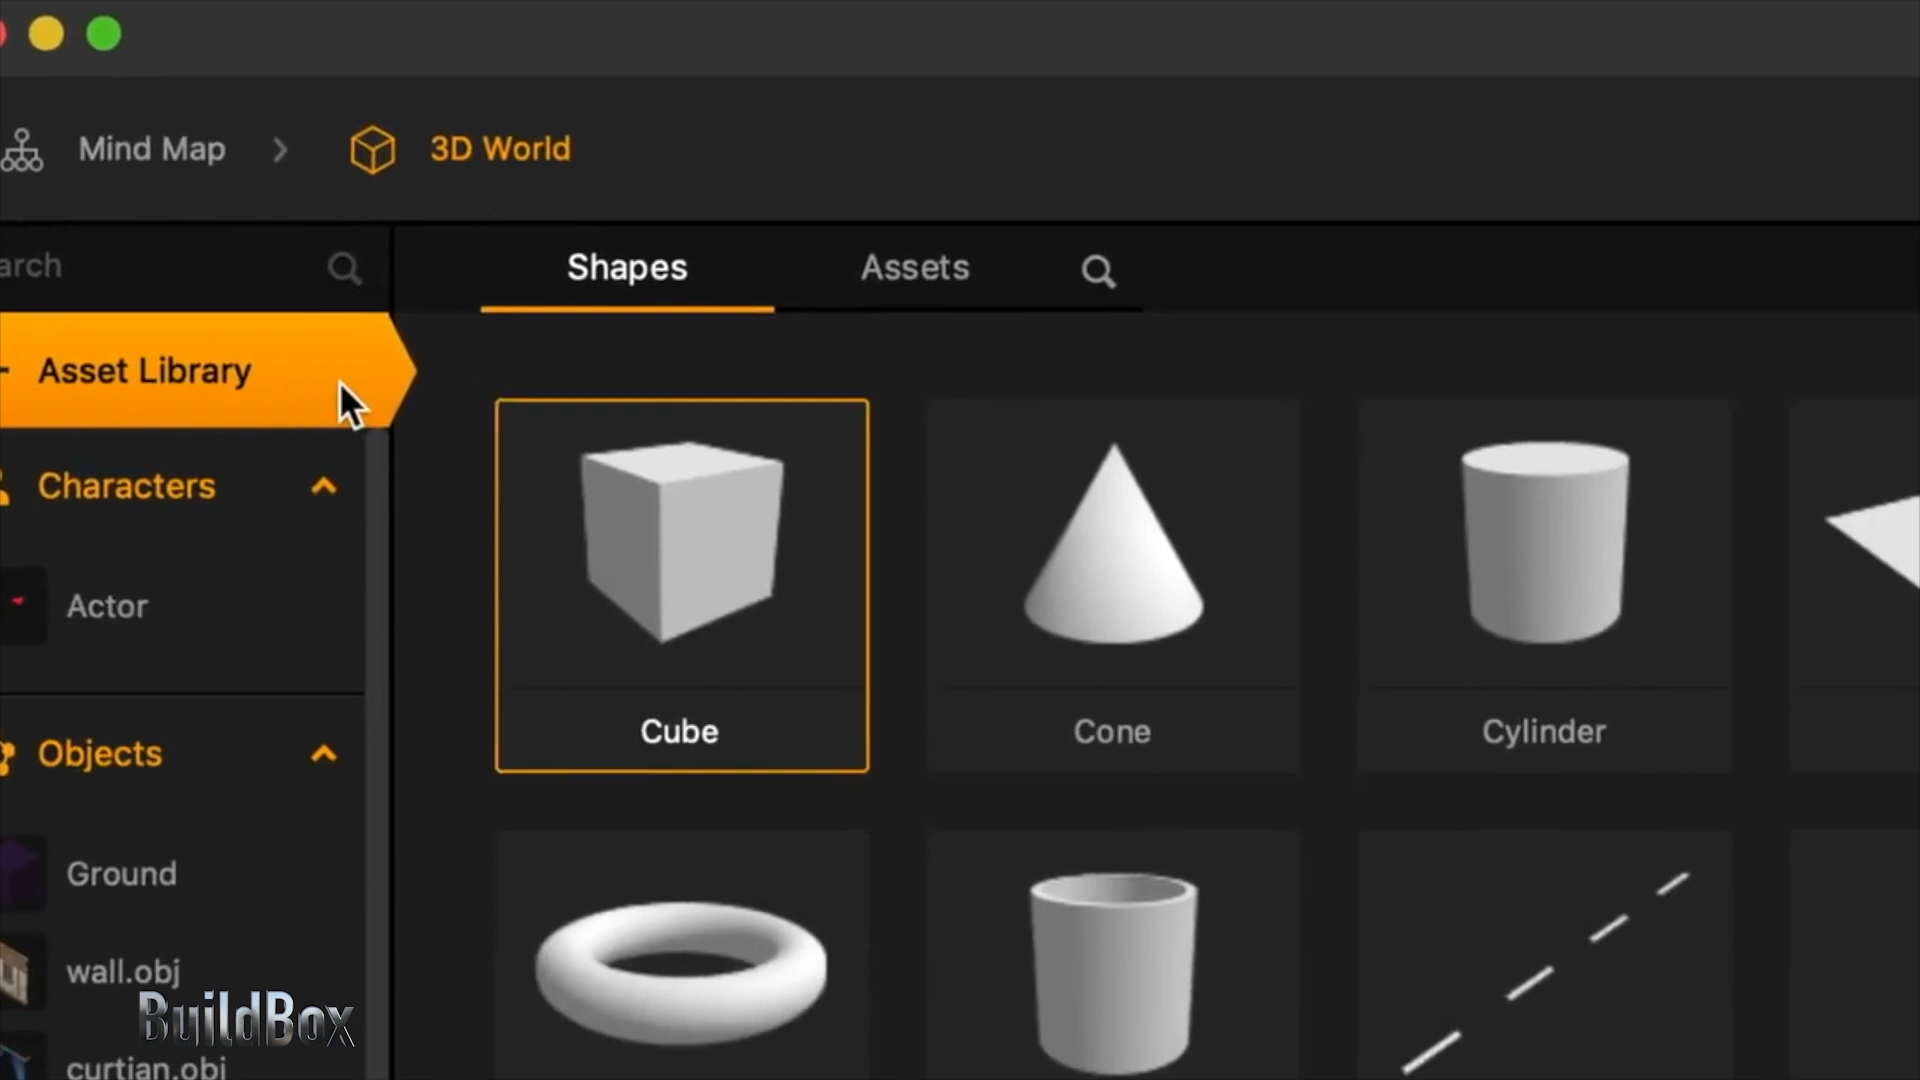 Mind Map
3D World
arch
Shapes
Assets
Asset Library
Characters
Actor
Cube
Cone
Cylinder
Objects
Ground
wall.obj
BuildBox
curtian.obj